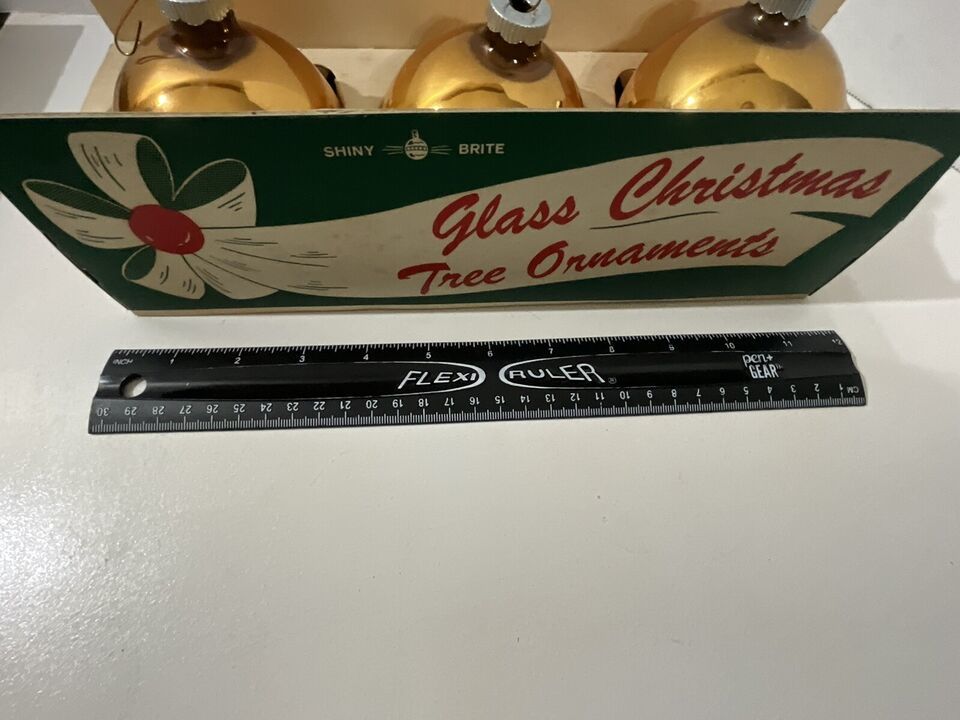 SHINY BRITE
Glass Christmas
Tree Ornaments
INCH 1 2 3 4 5 6 7 8 9 10 11 12
FLEXI RULER®
pen+
GEAR™
30 29 28 27 26 25 24 23 22 21 20 19 18 17 16 15 14 13 12 11 10 9 8 7 6 5 4 3 2 1 CM